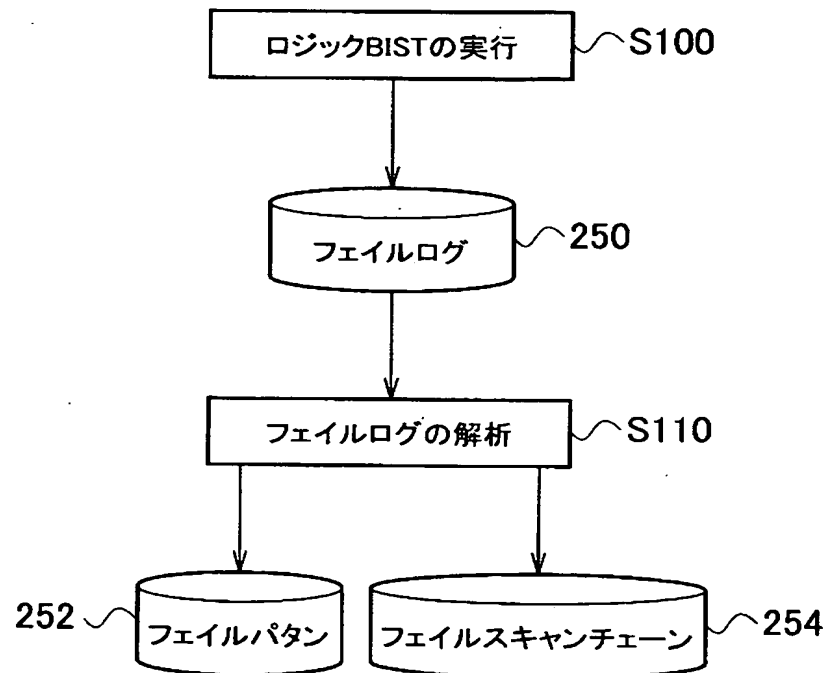 ロジックBISTの実行
S100
フェイルログ
250
フェイルログの解析
S110
252
フェイルパタン
フェイルスキャンチェーン
254